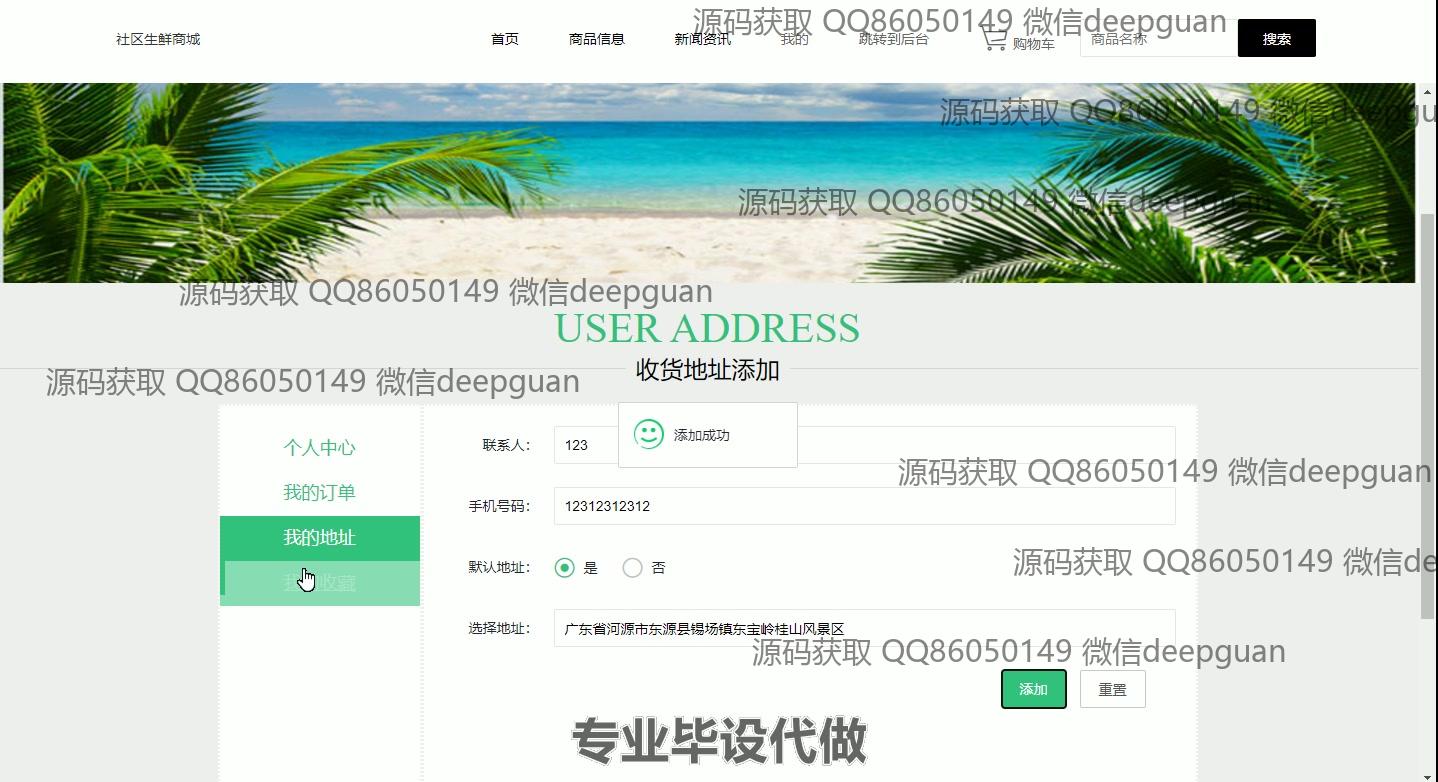 源码获取 QQ86050149 微信deepguan
社区生鲜商城 首页 商品信息 新闻资讯 我的 跳转到后台 购物车 商品名称 搜索
源码获取 QQ86050149 微信deepgu
源码获取 QQ86050149 微信deepguan
源码获取 QQ86050149 微信deepguan
USER ADDRESS
收货地址添加
源码获取 QQ86050149 微信deepguan
添加成功
个人中心
联系人： 123
源码获取 QQ86050149 微信deepguan
我的订单
手机号码： 12312312312
我的地址
源码获取 QQ86050149 微信de
默认地址： 是 否
我的收藏
选择地址： 广东省河源市东源县锡场镇东宝岭桂山风景区
源码获取 QQ86050149 微信deepguan
添加 重置
专业毕设代做